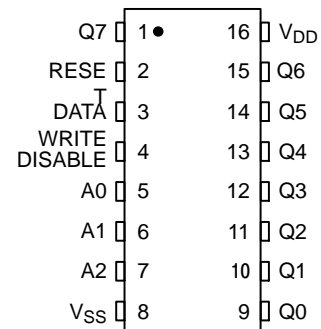 Q7 1 16 VDD
RESE 2 15 Q6
T
DATA 3 14 Q5
WRITE
DISABLE 4 13 Q4
A0 5 12 Q3
A1 6 11 Q2
A2 7 10 Q1
VSS 8 9 Q0